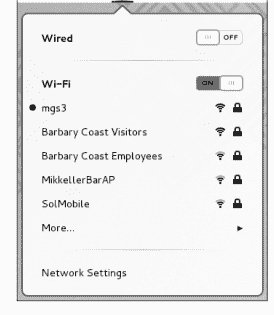 Wired OFF
Wi-Fi ON
mgs3
Barbary Coast Visitors
Barbary Coast Employees
MikkellerBarAP
SolMobile
More...
Network Settings